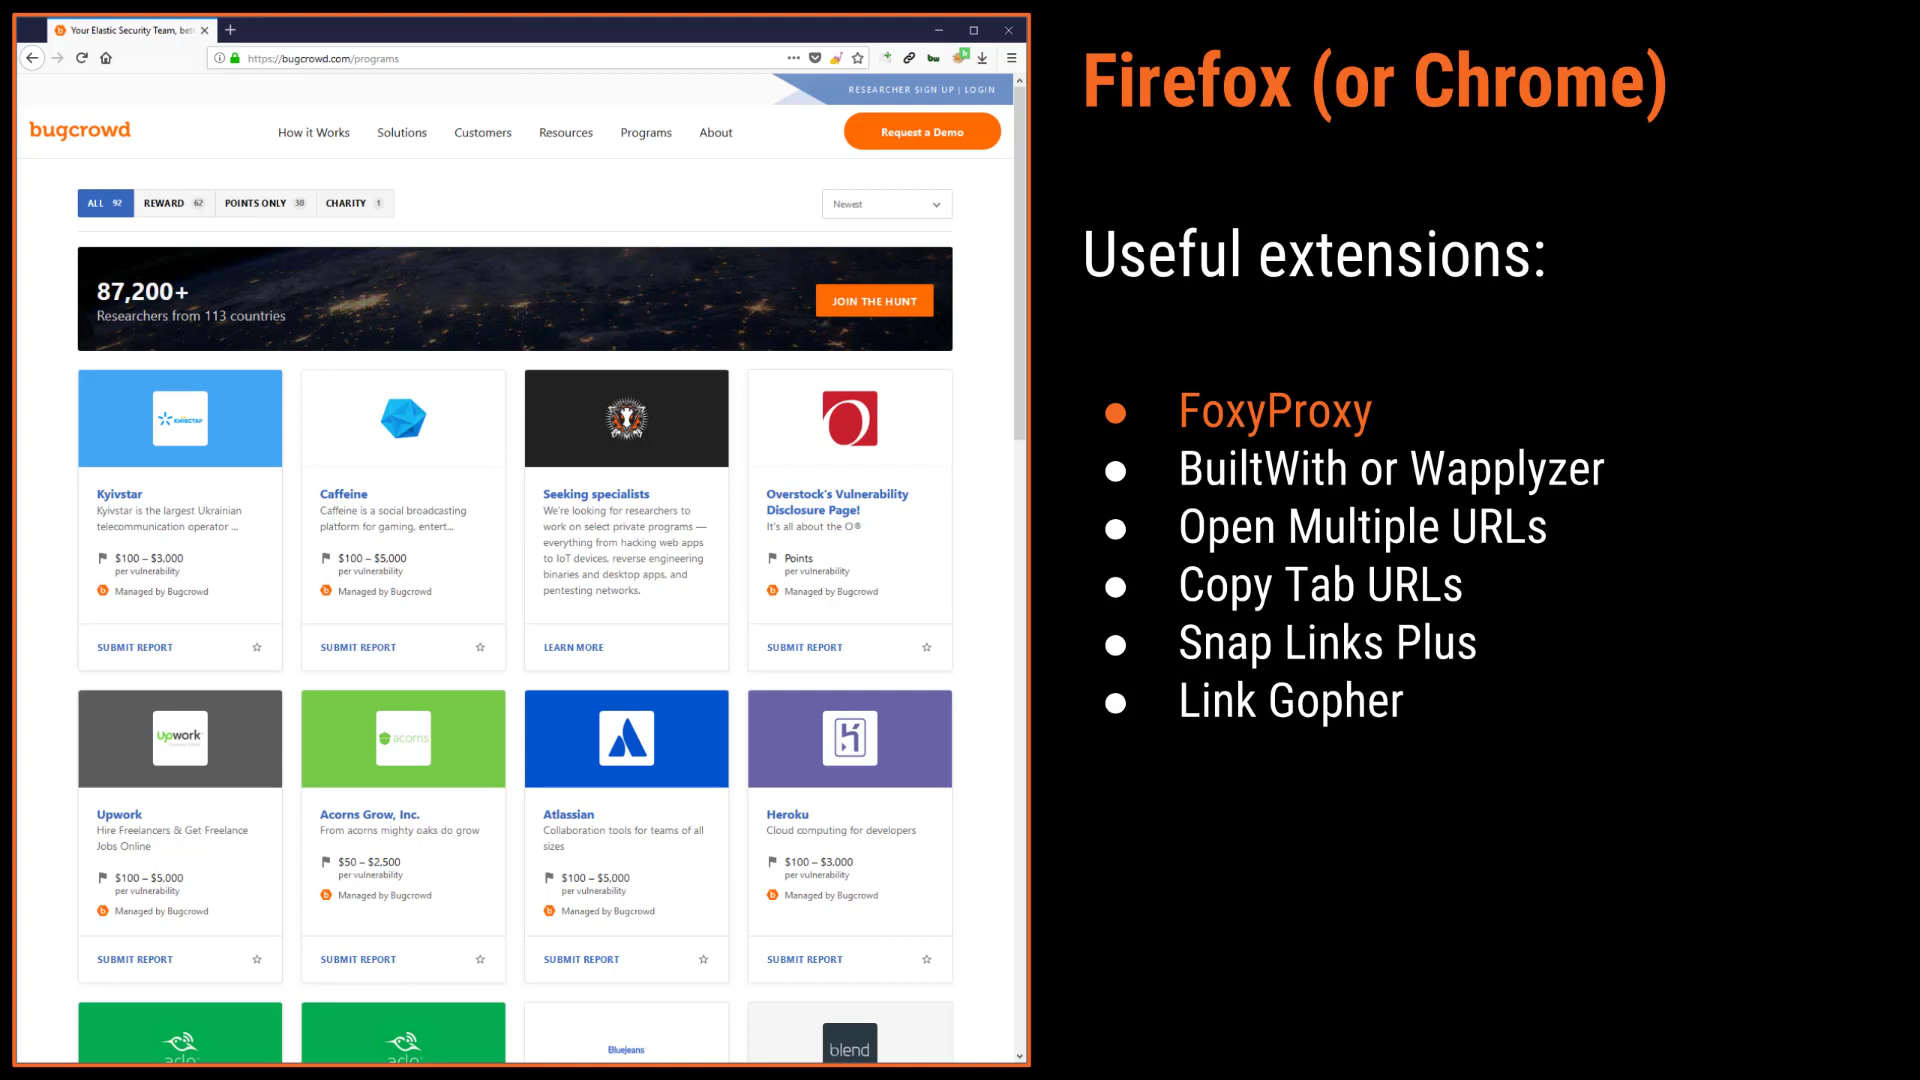 Your Elastic Security Team, bet
https://bugcrowd.com/programs
RESEARCHER SIGN UP | LOGIN
bugcrowd
How it Works Solutions Customers Resources Programs About
Request a Demo
ALL 92 REWARD 62 POINTS ONLY 30 CHARITY 1
Newest
87,200+
Researchers from 113 countries
JOIN THE HUNT
КИЇВСТАР
Kyivstar
Kyivstar is the largest Ukrainian
telecommunication operator ...
$100 – $3,000
per vulnerability
Managed by Bugcrowd
SUBMIT REPORT
Caffeine
Caffeine is a social broadcasting
platform for gaming, entert...
$100 – $5,000
per vulnerability
Managed by Bugcrowd
SUBMIT REPORT
Seeking specialists
We're looking for researchers to
work on select private programs —
everything from hacking web apps
to IoT devices, reverse engineering
binaries and desktop apps, and
pentesting networks.
LEARN MORE
Overstock's Vulnerability
Disclosure Page!
It's all about the O®
Points
per vulnerability
Managed by Bugcrowd
SUBMIT REPORT
upwork
Upwork
Hire Freelancers & Get Freelance
Jobs Online
$100 – $5,000
per vulnerability
Managed by Bugcrowd
SUBMIT REPORT
acorns
Acorns Grow, Inc.
From acorns mighty oaks do grow
$50 – $2,500
per vulnerability
Managed by Bugcrowd
SUBMIT REPORT
Atlassian
Collaboration tools for teams of all
sizes
$100 – $5,000
per vulnerability
Managed by Bugcrowd
SUBMIT REPORT
Heroku
Cloud computing for developers
$100 – $3,000
per vulnerability
Managed by Bugcrowd
SUBMIT REPORT
BlueJeans
blend
Firefox (or Chrome)
Useful extensions:
● FoxyProxy
● BuiltWith or Wapplyzer
● Open Multiple URLs
● Copy Tab URLs
● Snap Links Plus
● Link Gopher